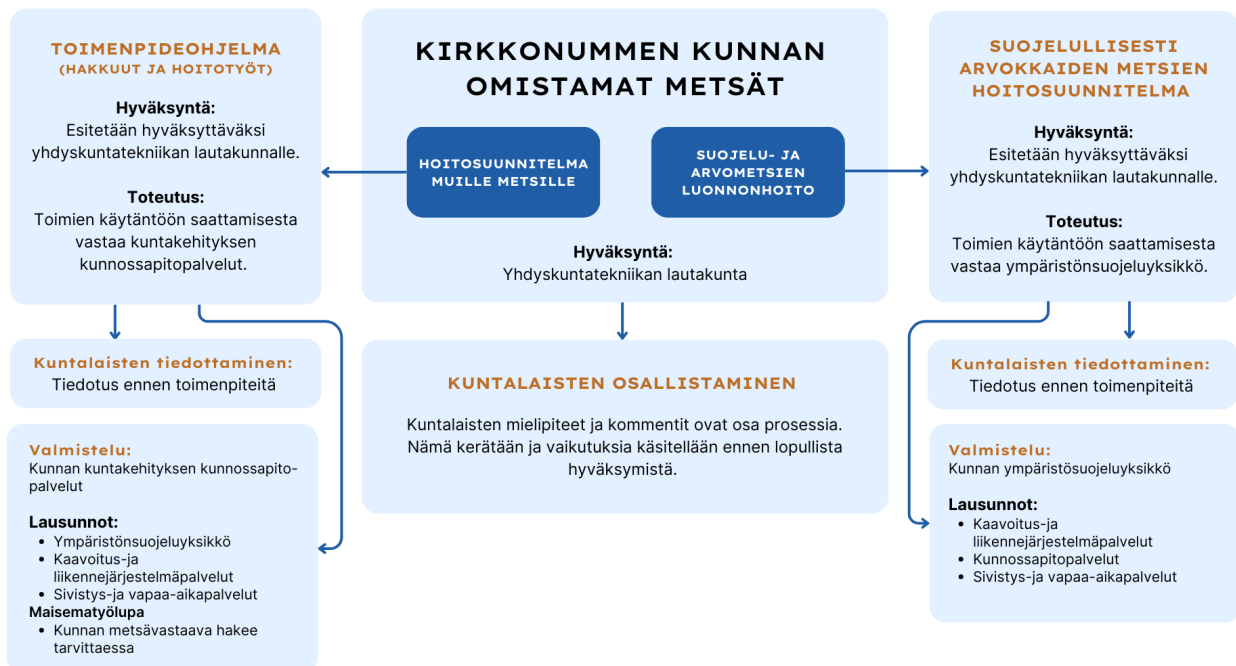 TOIMENPIDEOHJELMA
(HAKKUUT JA HOITOTYÖT)
Hyväksyntä:
Esitetään hyväksyttäväksi
yhdyskuntatekniikan lautakunnalle.
Toteutus:
Toimien käytäntöön saattamisesta
vastaa kuntakehityksen
kunnossapitopalvelut.
KIRKKONUMMEN KUNNAN
OMISTAMAT METSÄT
HOITOSUUNNITELMA
MUILLE METSILLE
SUOJELU- JA
ARVOMETSIEN
LUONNONHOITO
Hyväksyntä:
Yhdyskuntatekniikan lautakunta
SUOJELULLISESTI
ARVOKKAIDEN METSIEN
HOITOSUUNNITELMA
Hyväksyntä:
Esitetään hyväksyttäväksi
yhdyskuntatekniikan lautakunnalle.
Toteutus:
Toimien käytäntöön saattamisesta
vastaa ympäristönsuojeluyksikkö.
Kuntalaisten tiedottaminen:
Tiedotus ennen toimenpiteitä
Valmistelu:
Kunnan kuntakehityksen kunnossapito-
palvelut
Lausunnot:
• Ympäristönsuojeluyksikkö
• Kaavoitus-ja
liikennejärjestelmäpalvelut
• Sivistys-ja vapaa-aikapalvelut
Maisematyölupa
• Kunnan metsävastaava hakee
tarvittaessa
KUNTALAISTEN OSALLISTAMINEN
Kuntalaisten mielipiteet ja kommentit ovat osa prosessia.
Nämä kerätään ja vaikutuksia käsitellään ennen lopullista
hyväksymistä.
Kuntalaisten tiedottaminen:
Tiedotus ennen toimenpiteitä
Valmistelu:
Kunnan ympäristösuojeluyksikkö
Lausunnot:
• Kaavoitus-ja
liikennejärjestelmäpalvelut
• Kunnossapitopalvelut
• Sivistys-ja vapaa-aikapalvelut